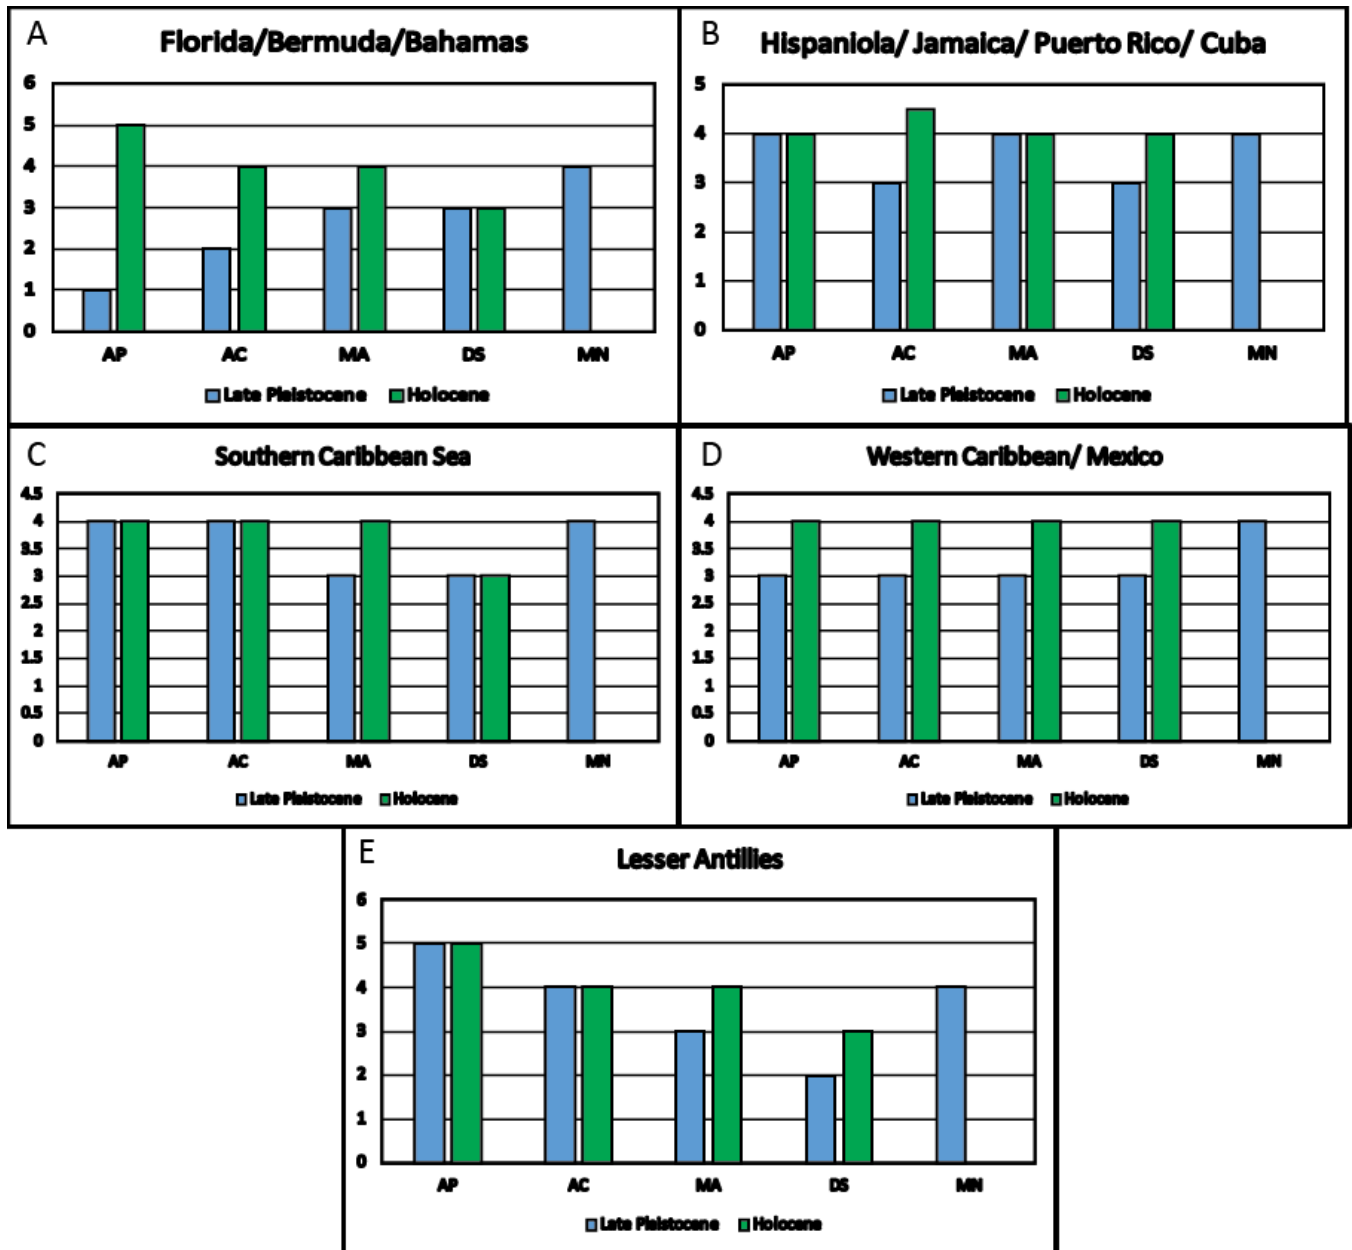 A
Florida/Bermuda/Bahamas
6
5
4
3
2
1
0
AP AC MA DS MN
Late Pleistocene Holocene
B
Hispaniola/ Jamaica/ Puerto Rico/ Cuba
5
4
3
2
1
0
AP AC MA DS MN
Late Pleistocene Holocene
C
Southern Caribbean Sea
4.5
4
3.5
3
2.5
2
1.5
1
0.5
0
AP AC MA DS MN
Late Pleistocene Holocene
D
Western Caribbean/ Mexico
4.5
4
3.5
3
2.5
2
1.5
1
0.5
0
AP AC MA DS MN
Late Pleistocene Holocene
E
Lesser Antillies
6
5
4
3
2
1
0
AP AC MA DS MN
Late Pleistocene Holocene